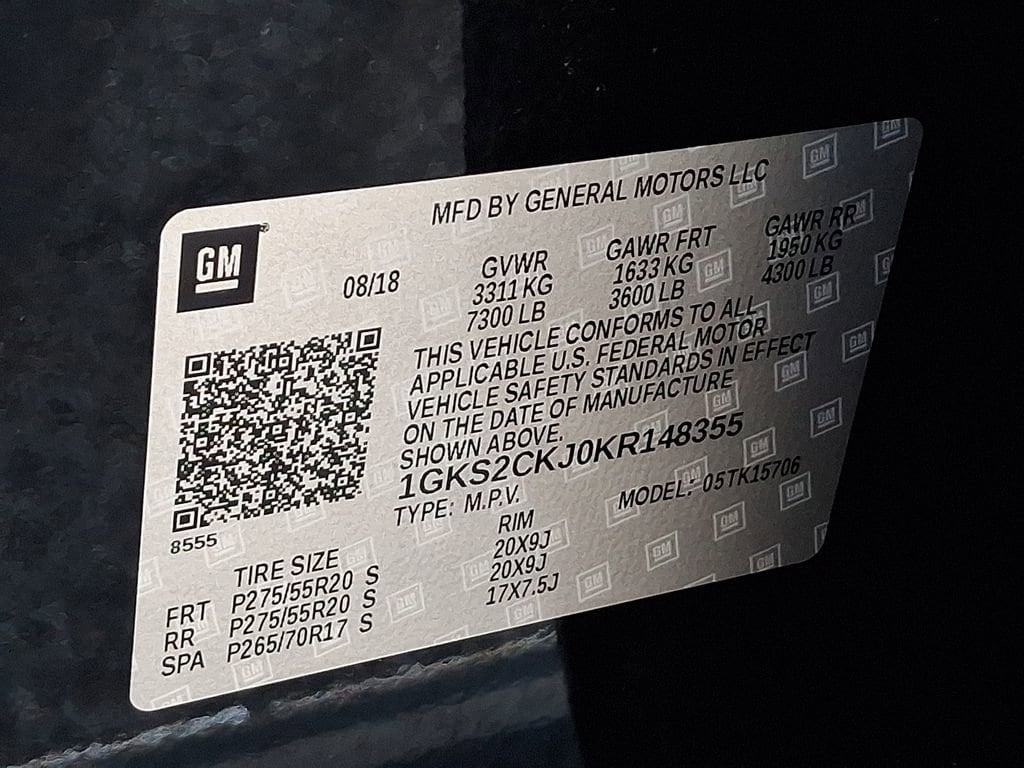 MFD BY GENERAL MOTORS LLC
GM
08/18
GVWR GAWR FRT GAWR RR
3311 KG 1633 KG 1950 KG
7300 LB 3600 LB 4300 LB
THIS VEHICLE CONFORMS TO ALL
APPLICABLE U.S. FEDERAL MOTOR
VEHICLE SAFETY STANDARDS IN EFFECT
ON THE DATE OF MANUFACTURE
SHOWN ABOVE.
1GKS2CKJ0KR148355
TYPE: M.P.V. MODEL: 05TK15706
8555
TIRE SIZE RIM
FRT P275/55R20 S 20X9J
RR P275/55R20 S 20X9J
SPA P265/70R17 S 17X7.5J